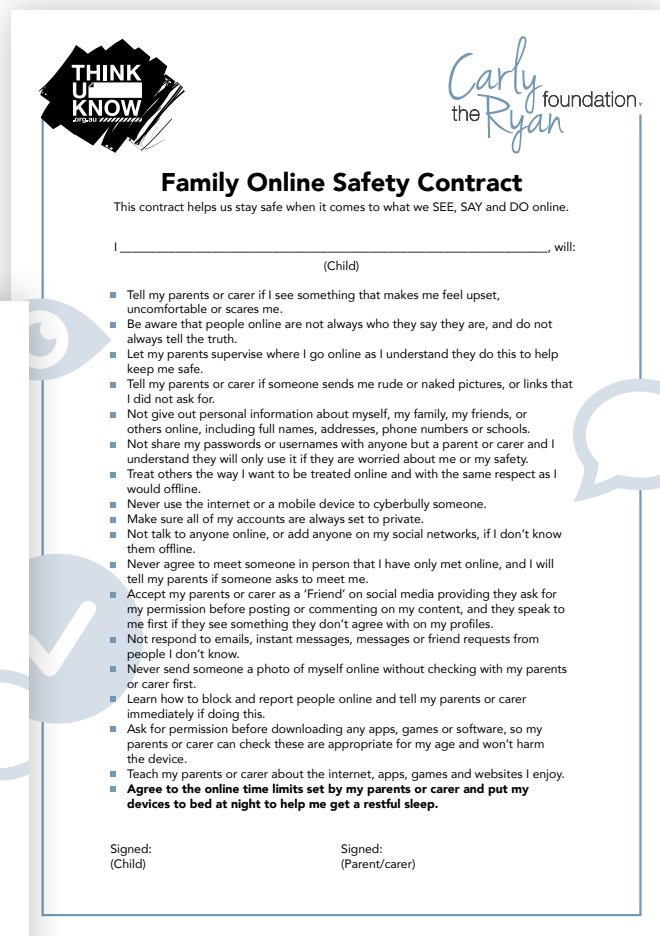 THINK
U
KNOW
.org.au
Carly
the Ryan foundation
Family Online Safety Contract
This contract helps us stay safe when it comes to what we SEE, SAY and DO online.
I ______________________________________________________________, will:
(Child)
Tell my parents or carer if I see something that makes me feel upset,
uncomfortable or scares me.
Be aware that people online are not always who they say they are, and do not
always tell the truth.
Let my parents supervise where I go online as I understand they do this to help
keep me safe.
Tell my parents or carer if someone sends me rude or naked pictures, or links that
I did not ask for.
Not give out personal information about myself, my family, my friends, or
others online, including full names, addresses, phone numbers or schools.
Not share my passwords or usernames with anyone but a parent or carer and I
understand they will only use it if they are worried about me or my safety.
Treat others the way I want to be treated online and with the same respect as I
would offline.
Never use the internet or a mobile device to cyberbully someone.
Make sure all of my accounts are always set to private.
Not talk to anyone online, or add anyone on my social networks, if I don't know
them offline.
Never agree to meet someone in person that I have only met online, and I will
tell my parents if someone asks to meet me.
Accept my parents or carer as a 'Friend' on social media providing they ask for
my permission before posting or commenting on my content, and they speak to
me first if they see something they don't agree with on my profiles.
Not respond to emails, instant messages, messages or friend requests from
people I don't know.
Never send someone a photo of myself online without checking with my parents
or carer first.
Learn how to block and report people online and tell my parents or carer
immediately if doing this.
Ask for permission before downloading any apps, games or software, so my
parents or carer can check these are appropriate for my age and won't harm
the device.
Teach my parents or carer about the internet, apps, games and websites I enjoy.
Agree to the online time limits set by my parents or carer and put my
devices to bed at night to help me get a restful sleep.
Signed: Signed:
(Child) (Parent/carer)